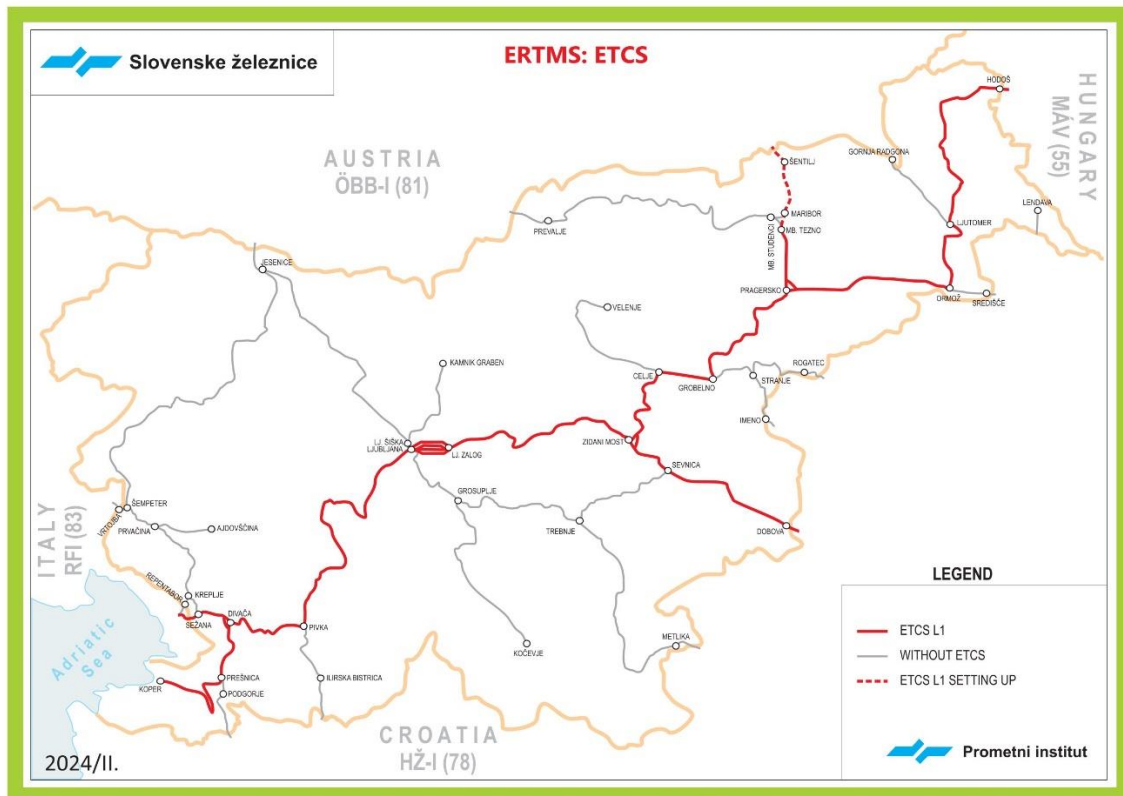 Slovenske železnice
ERTMS: ETCS
HUNGARY
MÁV (55)
AUSTRIA
ÖBB-I (81)
HODOŠ
GORNJA RADGONA
ŠENTILJ
LENDAVA
MARIBOR
LJUTOMER
PREVALJE
MB. STUDENCI
MB. TEZNO
JESENICE
PRAGERSKO
ORMOŽ
SREDIŠČE
VELENJE
KAMNIK GRABEN
CELJE
GROBELNO
STRANJE
ROGATEC
IMENO
LJ. ŠIŠKA
LJUBLJANA
LJ. ZALOG
ZIDANI MOST
SEVNICA
GROSUPLJE
ŠEMPETER
VRTOJBA
PRVAČINA
AJDOVŠČINA
TREBNJE
DOBOVA
ITALY
RFI (83)
REPENTABOR
KREPLJE
SEŽANA
DIVAČA
PIVKA
KOČEVJE
METLIKA
Adriatic
Sea
KOPER
PREŠNICA
PODGORJE
ILIRSKA BISTRICA
CROATIA
HŽ-I (78)
LEGEND
ETCS L1
WITHOUT ETCS
ETCS L1 SETTING UP
2024/II.
Prometni institut